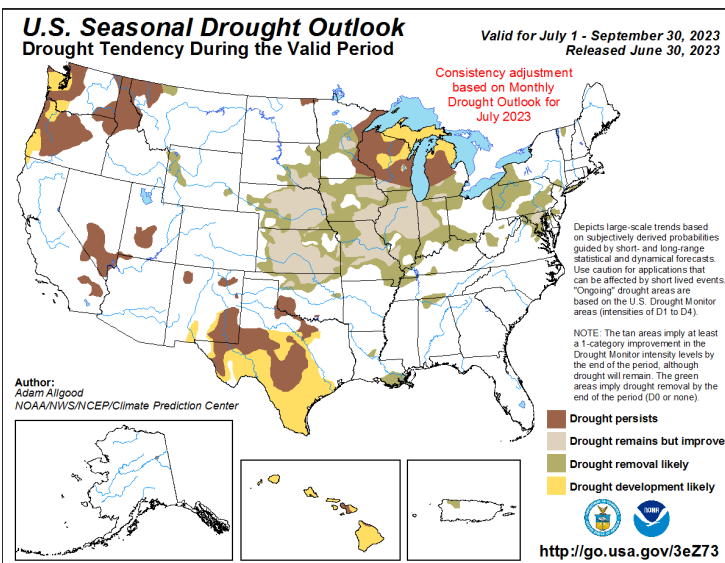 U.S. Seasonal Drought Outlook
Drought Tendency During the Valid Period
Valid for July 1 - September 30, 2023
Released June 30, 2023
Consistency adjustment
based on Monthly
Drought Outlook for
July 2023
Depicts large-scale trends based
on subjectively derived probabilities
guided by short- and long-range
statistical and dynamical forecasts.
Use caution for applications that
can be affected by short lived events.
"Ongoing" drought areas are
based on the U.S. Drought Monitor
areas (intensities of D1 to D4).
NOTE: The tan areas imply at least
a 1-category improvement in the
Drought Monitor intensity levels by
the end of the period, although
drought will remain. The green
areas imply drought removal by the
end of the period (D0 or none).
Author:
Adam Allgood
NOAA/NWS/NCEP/Climate Prediction Center
Drought persists
Drought remains but improve
Drought removal likely
Drought development likely
NOAA
http://go.usa.gov/3eZ73